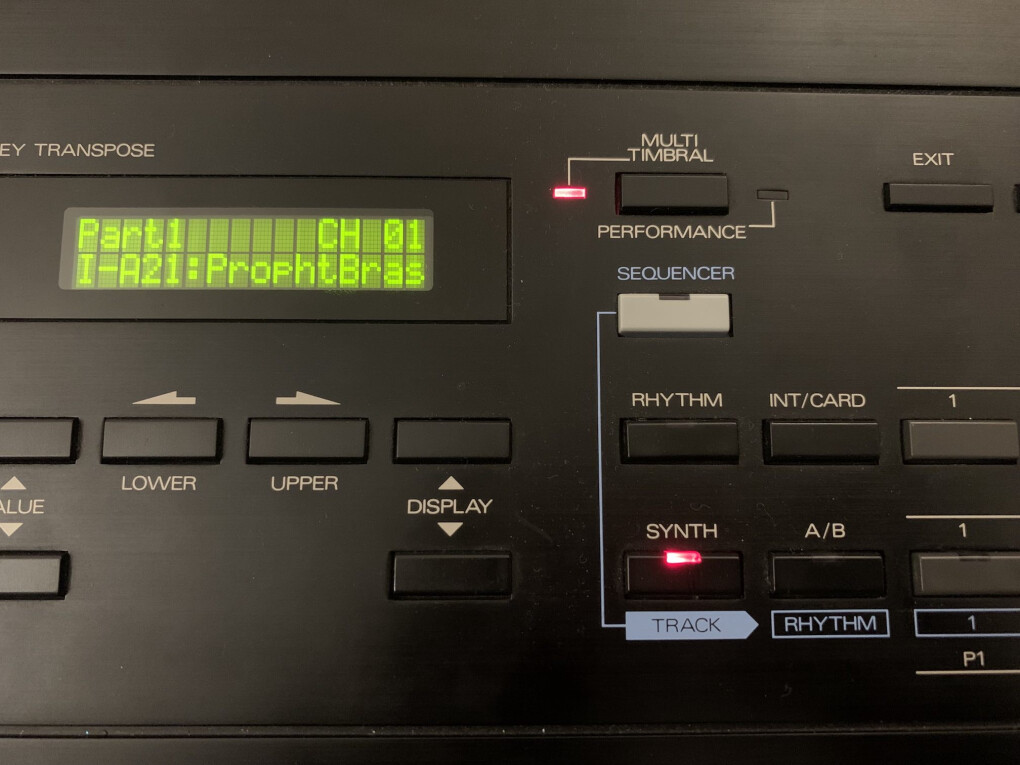 EY TRANSPOSE
MULTI
TIMBRAL
EXIT
Part1 CH 01
I-A21:ProphtBras
PERFORMANCE
SEQUENCER
RHYTHM INT/CARD 1
LOWER UPPER
ALUE DISPLAY
SYNTH A/B 1
TRACK RHYTHM 1
P1